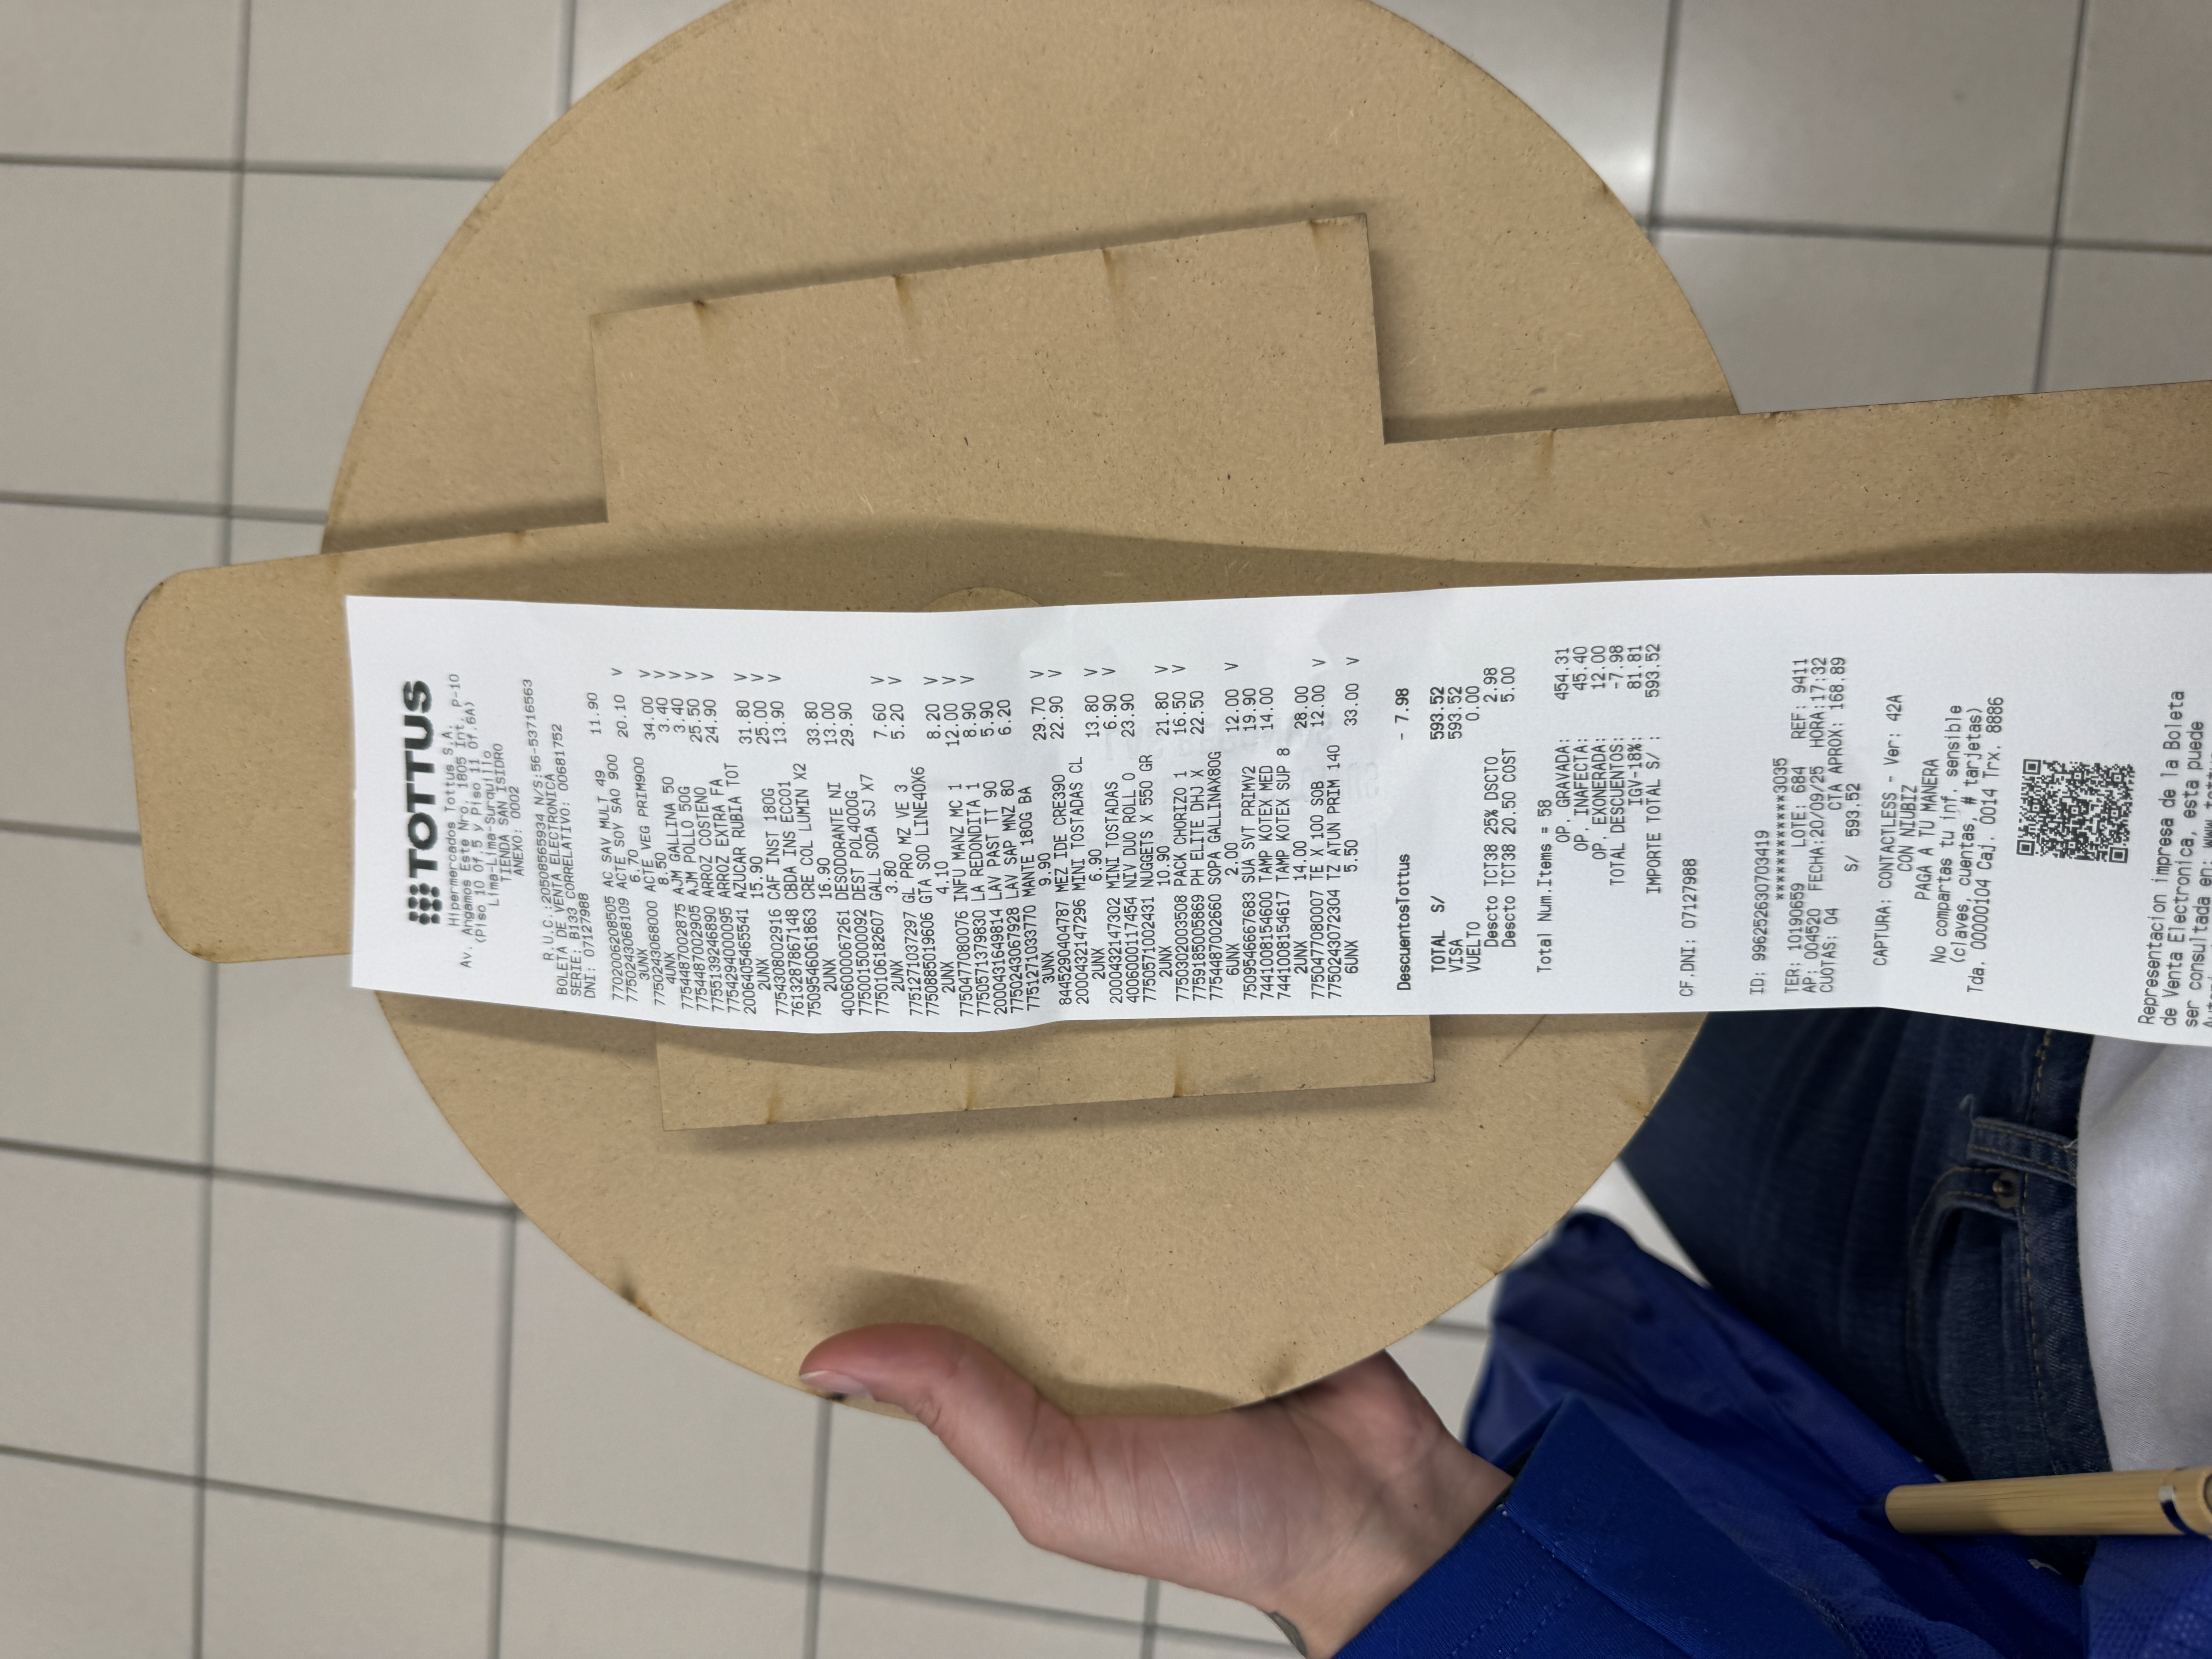 TOTTUS
Hipermercados Tottus S.A.
Av. Angamos Este Nro. 1805 Int. P-10
(Piso 10 Of.5 y Piso 11 Of.6A)
Lima-Lima-Surquillo
TIENDA SAN ISIDRO
ANEXO: 0002
R.U.C.:20508565934 N/S:56-53716563
BOLETA DE VENTA ELECTRONICA
SERIE: B133 CORRELATIVO: 00681752
DNI: 07127988
7702006208505 AC SAV MULT 49 11.90
7750243068109 ACTE SOY SAO 900
3UNX 6.70 20.10 V
7750243068000 ACTE VEG PRIM900
4UNX 8.50 34.00 V
7754487002875 AJM GALLINA 50 3.40 V
7754487002905 AJM POLLO 50G 3.40 V
7755139246890 ARROZ COSTENO 25.50 V
7754294000095 ARROZ EXTRA FA 24.90 V
2006405465541 AZUCAR RUBIA TOT
2UNX 15.90 31.80 V
7754308002916 CAF INST 180G 25.00 V
7613287867148 CBDA INS ECCO1 13.90 V
7509546061863 CRE COL LUMIN X2
2UNX 16.90 33.80
4006000067261 DESODORANTE NI 13.00
7750015000092 DEST POL4000G 29.90
7750106182607 GALL SODA SJ X7
2UNX 3.80 7.60 V
7751271037297 GL PRO MZ VE 3 5.20 V
7750885019606 GTA SOD LINE40X6
2UNX 4.10 8.20 V
7750477080076 INFU MANZ MC 1 12.00 V
7750571379830 LA REDONDITA 1 8.90 V
2000431649814 LAV PAST TT 90 5.90
7750243067928 LAV SAP MNZ 80 6.20
7751271033770 MANTE 180G BA
3UNX 9.90 29.70 V
8445290404787 MEZ IDE CRE390 22.90 V
2000432147296 MINI TOSTADAS CL
2UNX 6.90 13.80 V
2000432147302 MINI TOSTADAS 6.90 V
4006000117454 NIV DUO ROLL O 23.90
7750571002431 NUGGETS X 550 GR
2UNX 10.90 21.80 V
7750302003508 PACK CHORIZO 1 16.50 V
7759185005869 PH ELITE DHJ X 22.50
7754487002660 SOPA GALLINAX80G
6UNX 2.00 12.00 V
7509546667683 SUA SVT PRIMV2 19.90
7441008154600 TAMP KOTEX MED 14.00
7441008154617 TAMP KOTEX SUP 8
2UNX 14.00 28.00
7750477080007 TE X 100 SOB 12.00 V
7750243072304 TZ ATUN PRIM 140
6UNX 5.50 33.00 V
DescuentosTottus - 7.98
TOTAL S/ 593.52
VISA 593.52
VUELTO 0.00
Descto TCT38 25% DSCTO 2.98
Descto TCT38 20.50 COST 5.00
Total Num.Items = 58
OP. GRAVADA: 454.31
OP. INAFECTA: 45.40
OP. EXONERADA: 12.00
TOTAL DESCUENTOS: -7.98
IGV-18%: 81.81
IMPORTE TOTAL S/ : 593.52
CF.DNI: 07127988
ID: 996252630703419
************3035
TER: 10190659 LOTE: 684 REF: 9411
AP: 004520 FECHA:20/09/25 HORA:17:32
CUOTAS: 04 CTA APROX: 168.89
S/ 593.52
CAPTURA: CONTACTLESS - Ver: 42A
CON NIUBIZ
PAGA A TU MANERA
No compartas tu inf. sensible
(claves, cuentas, # tarjetas)
Tda. 00000104 Caj. 0014 Trx. 8886
Representacion impresa de la Boleta
de Venta Electronica, esta puede
ser consultada en: